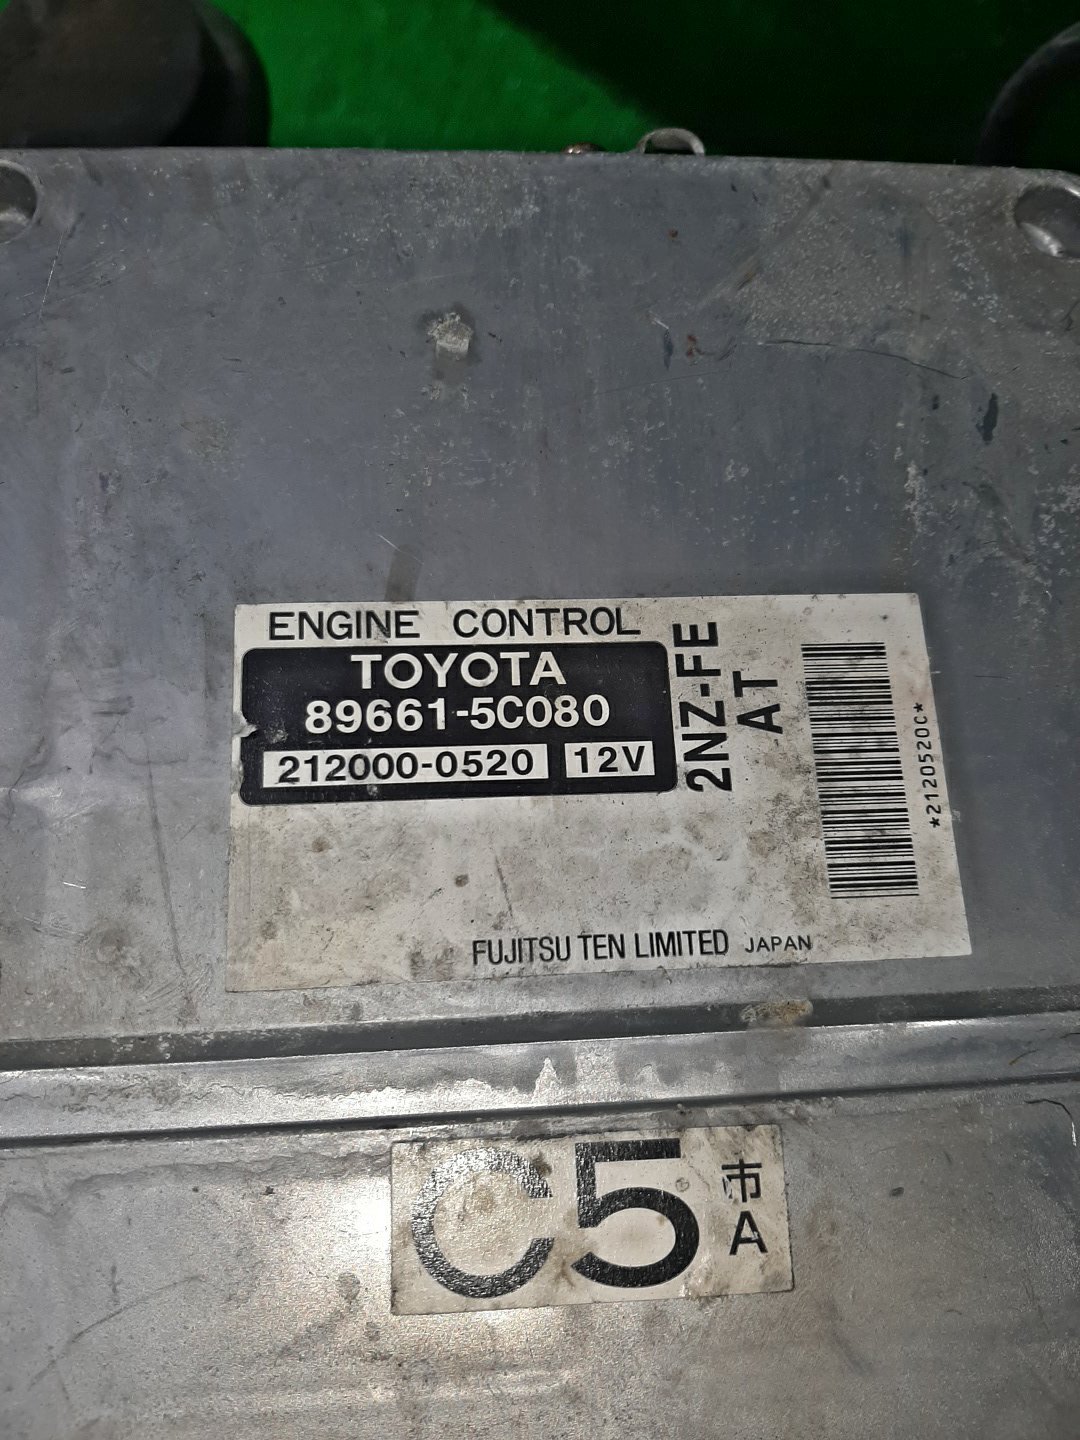 ENGINE CONTROL
TOYOTA
89661-5C080
212000-0520 12V
2NZ-FE
AT
*2120520C*
FUJITSU TEN LIMITED JAPAN
C5 市
A